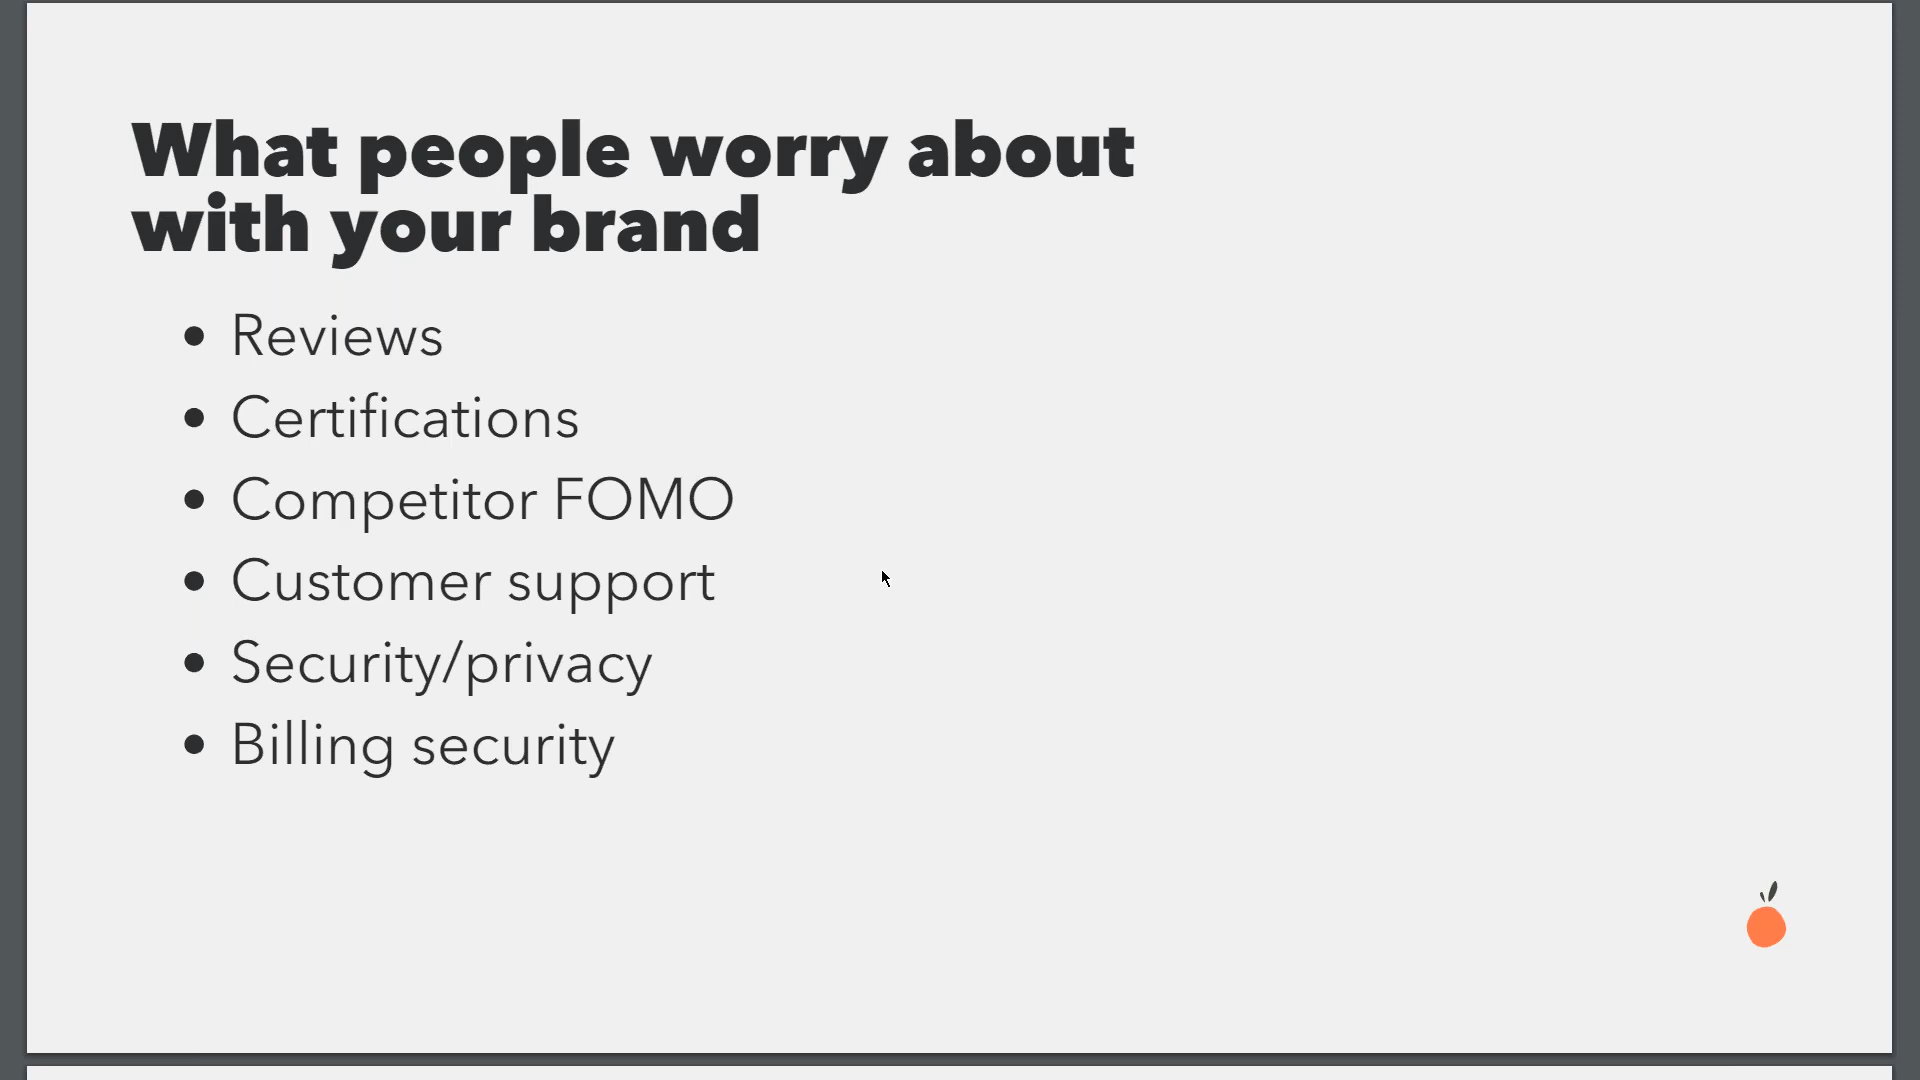 What people worry about
with your brand
• Reviews
• Certifications
• Competitor FOMO
• Customer support
• Security/privacy
• Billing security